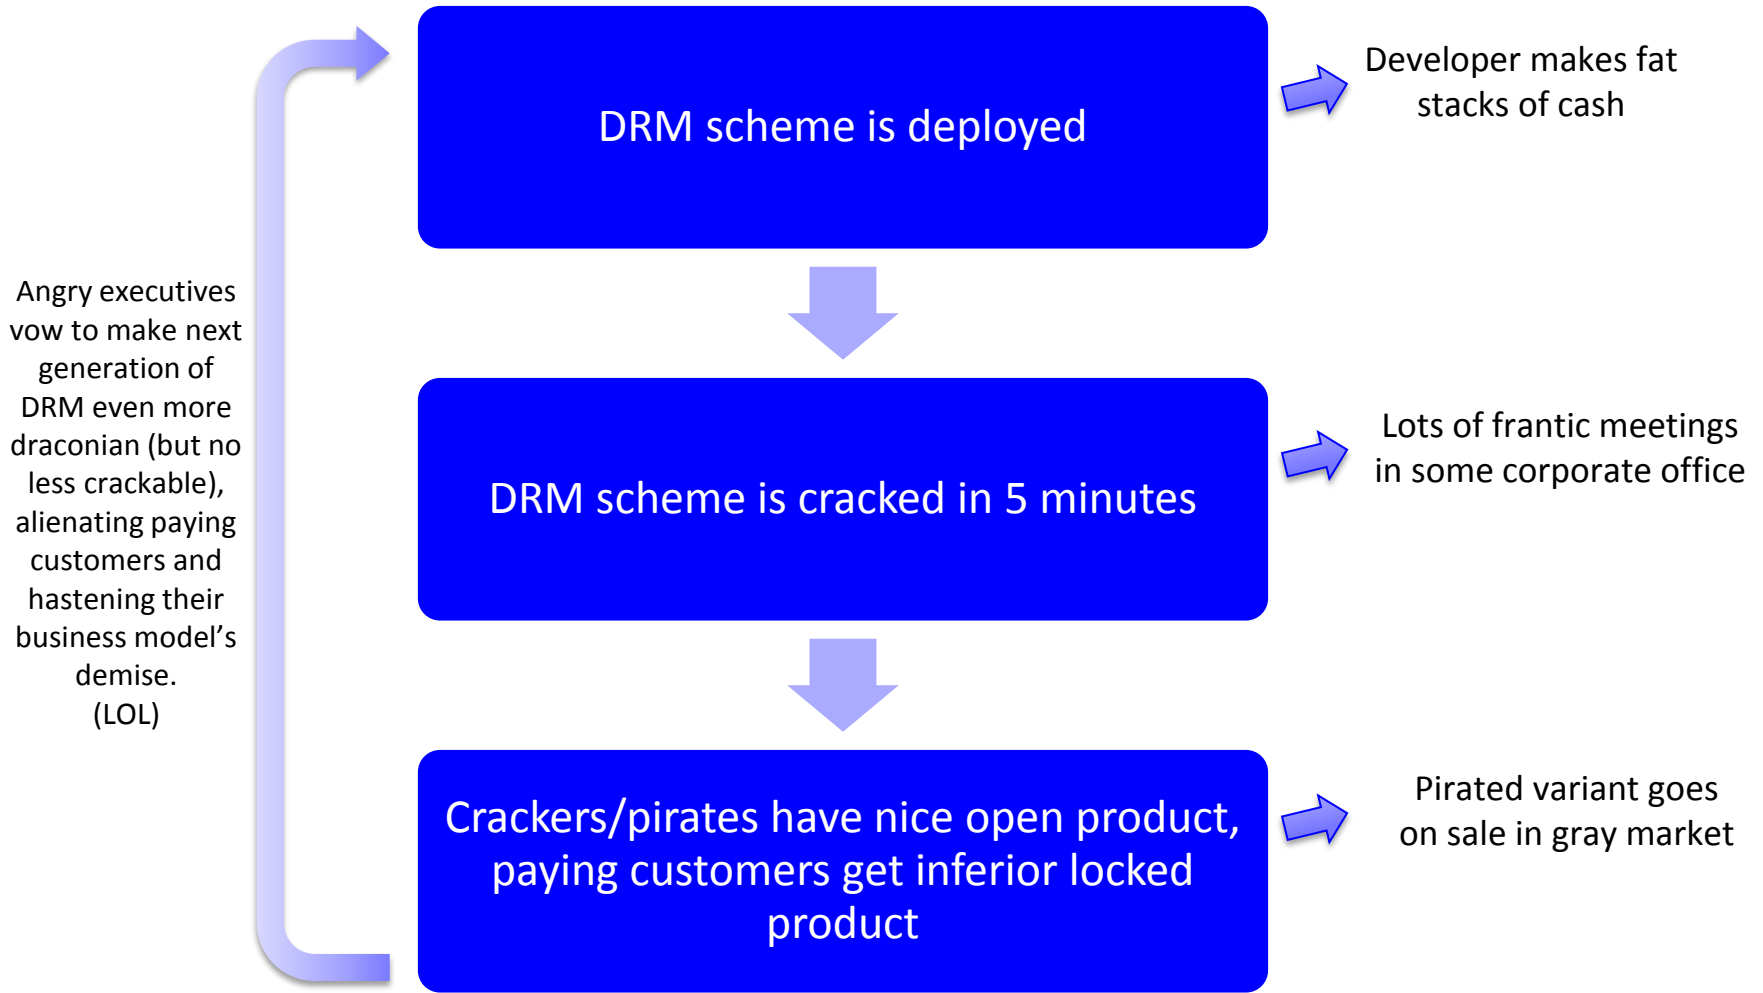 DRM scheme is deployed
Developer makes fat
stacks of cash
Angry executives
vow to make next
generation of
DRM even more
draconian (but no
less crackable),
alienating paying
customers and
hastening their
business model’s
demise.
(LOL)
DRM scheme is cracked in 5 minutes
Lots of frantic meetings
in some corporate office
Crackers/pirates have nice open product,
paying customers get inferior locked
product
Pirated variant goes
on sale in gray market